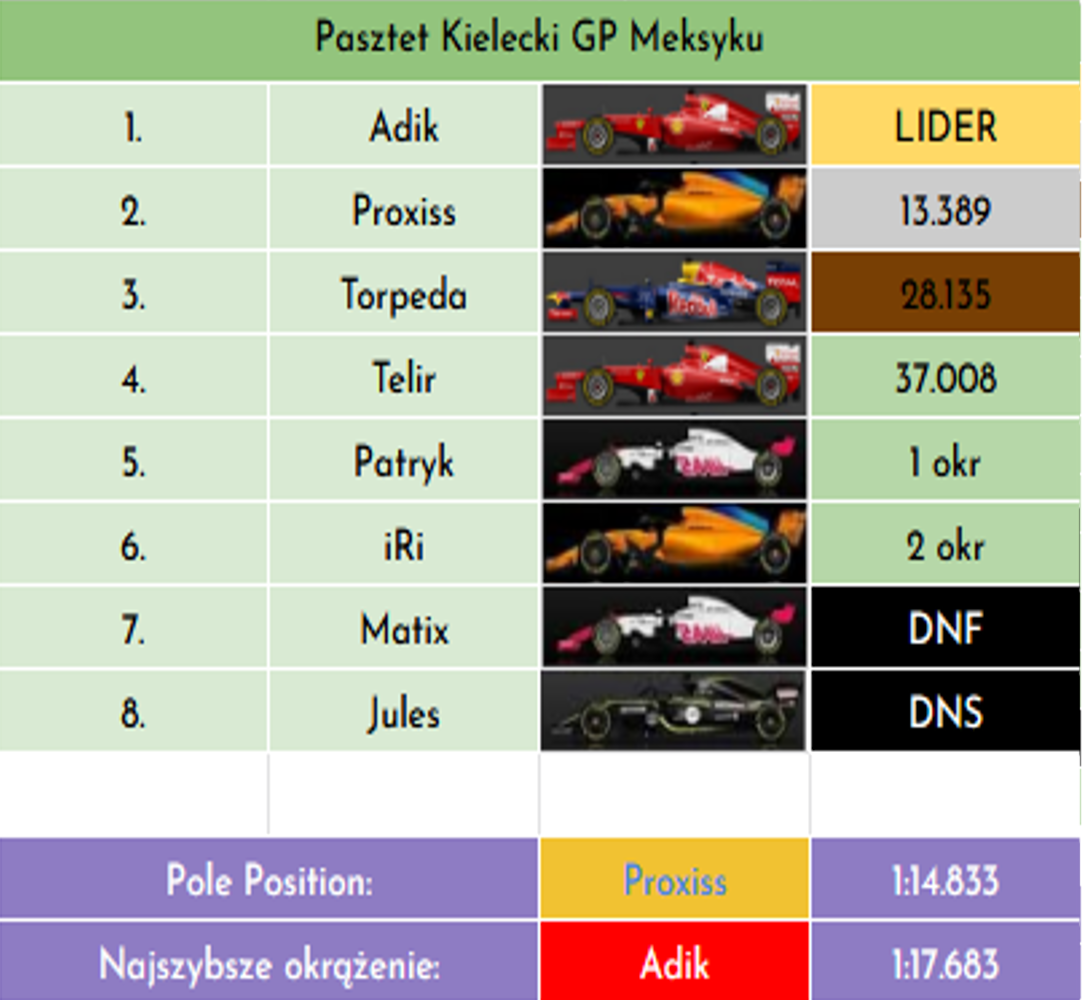 Pasztet Kielecki GP Meksyku
1. Adik LIDER
2. Proxiss 13.389
3. Torpeda 28.135
4. Telir 37.008
5. Patryk 1 okr
6. iRi 2 okr
7. Matix DNF
8. Jules DNS
Pole Position: Proxiss 1:14.833
Najszybsze okrążenie: Adik 1:17.683